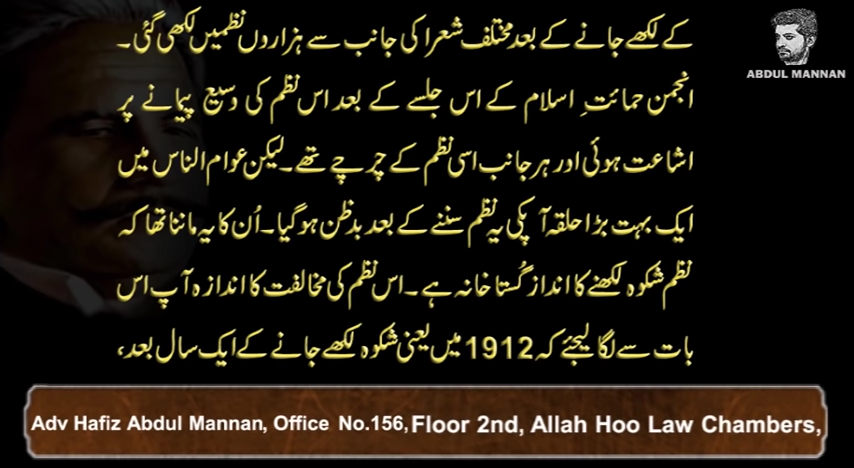 کے لکھے جانے کے بعد مختلف شعرا کی جانب سے ہزاروں نظمیں لکھی گئی۔
ABDUL MANNAN
انجمن حمائتِ اسلام کے اس جلسے کے بعد اس نظم کی وسیع پیمانے پر
اشاعت ہوئی اور ہر جانب اسی نظم کے چرچے تھے۔ لیکن عوام الناس میں
ایک بہت بڑا حلقہ آپکی یہ نظم سننے کے بعد بدظن ہو گیا۔ اُن کا یہ ماننا تھا کہ
نظم شکوہ لکھنے کا انداز گُستاخانہ ہے۔ اس نظم کی مخالفت کا اندازہ آپ اس
بات سے لگا لیجئے کہ 1912 میں یعنی شکوہ لکھے جانے کے ایک سال بعد،
Adv Hafiz Abdul Mannan, Office No.156, Floor 2nd, Allah Hoo Law Chambers,